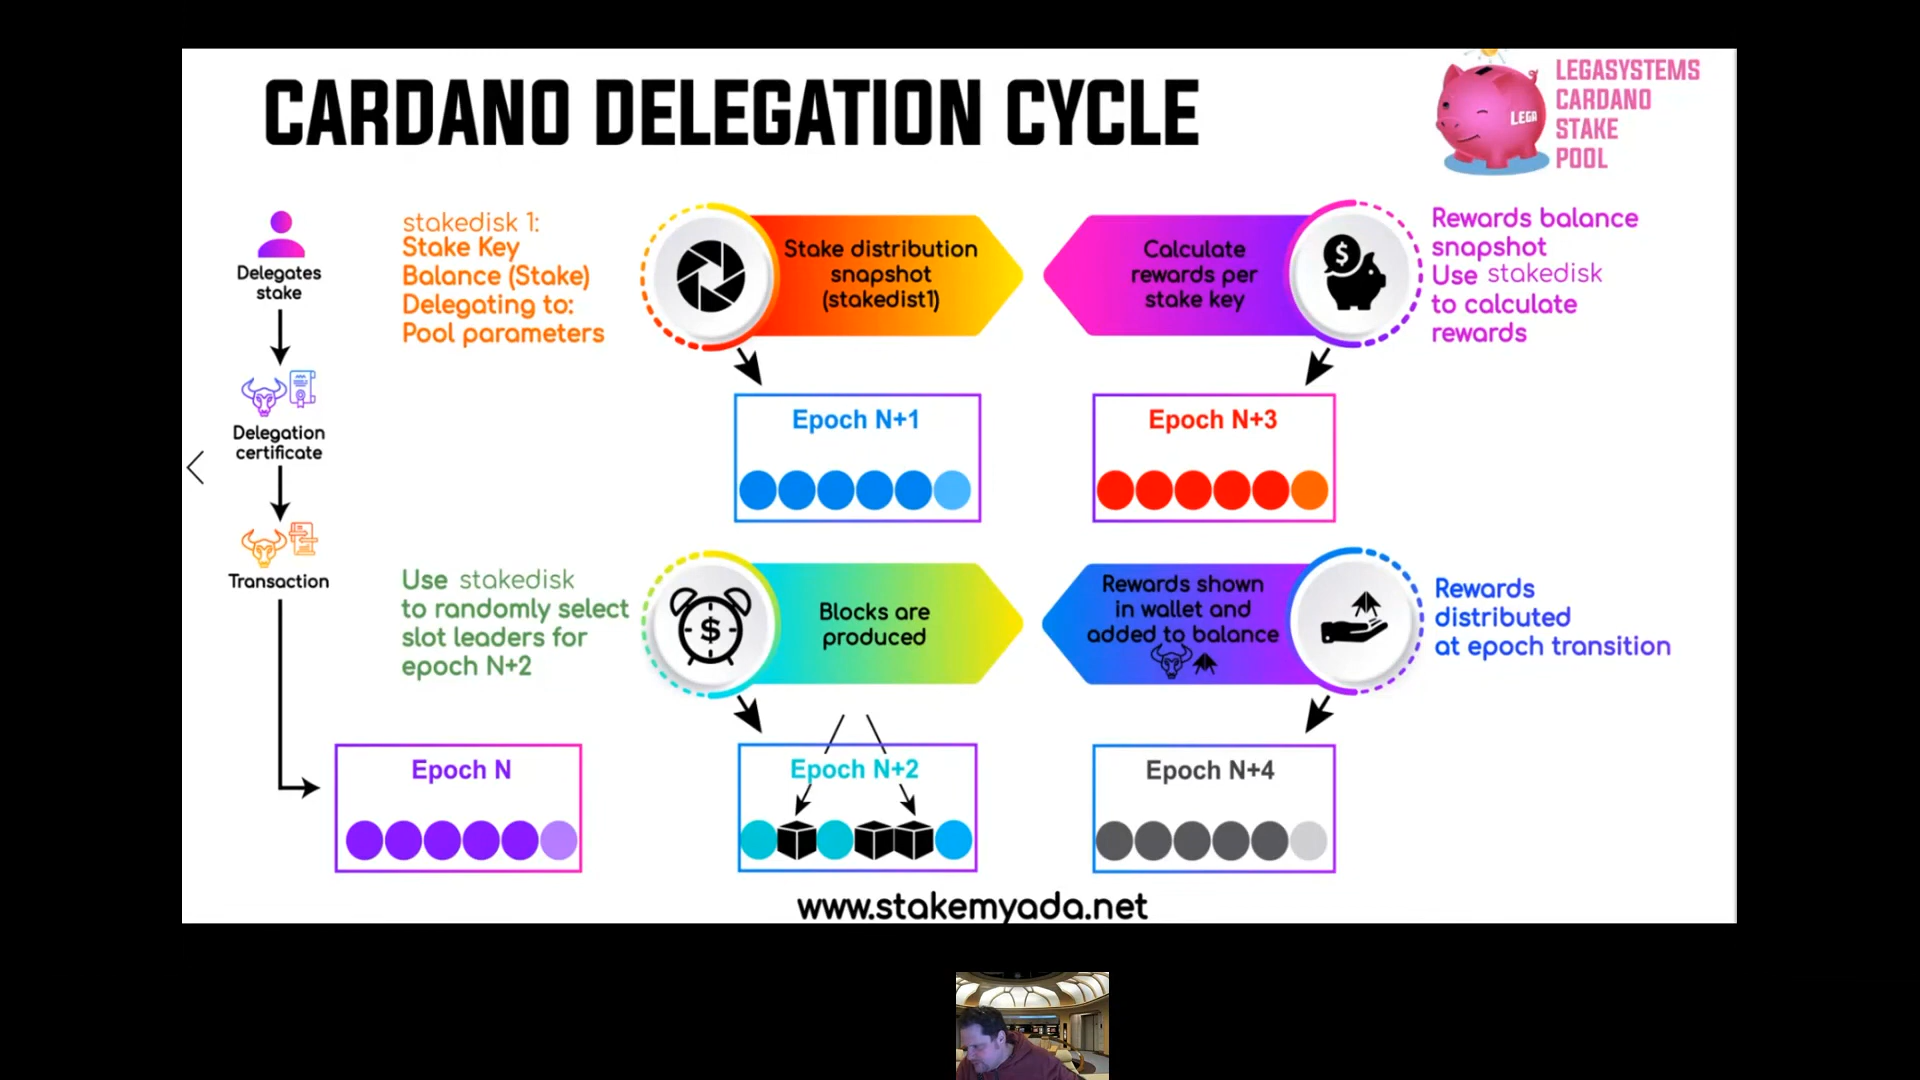 CARDANO DELEGATION CYCLE
LEGASYSTEMS
CARDANO
STAKE
POOL
LEGA
Delegates
stake
Delegation
certificate
Transaction
stakedisk 1:
Stake Key
Balance (Stake)
Delegating to:
Pool parameters
Stake distribution
snapshot
(stakedist1)
Calculate
rewards per
stake key
$
Rewards balance
snapshot
Use stakedisk
to calculate
rewards
Epoch N+1
Epoch N+3
Use stakedisk
to randomly select
slot leaders for
epoch N+2
$
Blocks are
produced
Rewards shown
in wallet and
added to balance
Rewards
distributed
at epoch transition
Epoch N
Epoch N+2
Epoch N+4
www.stakemyada.net